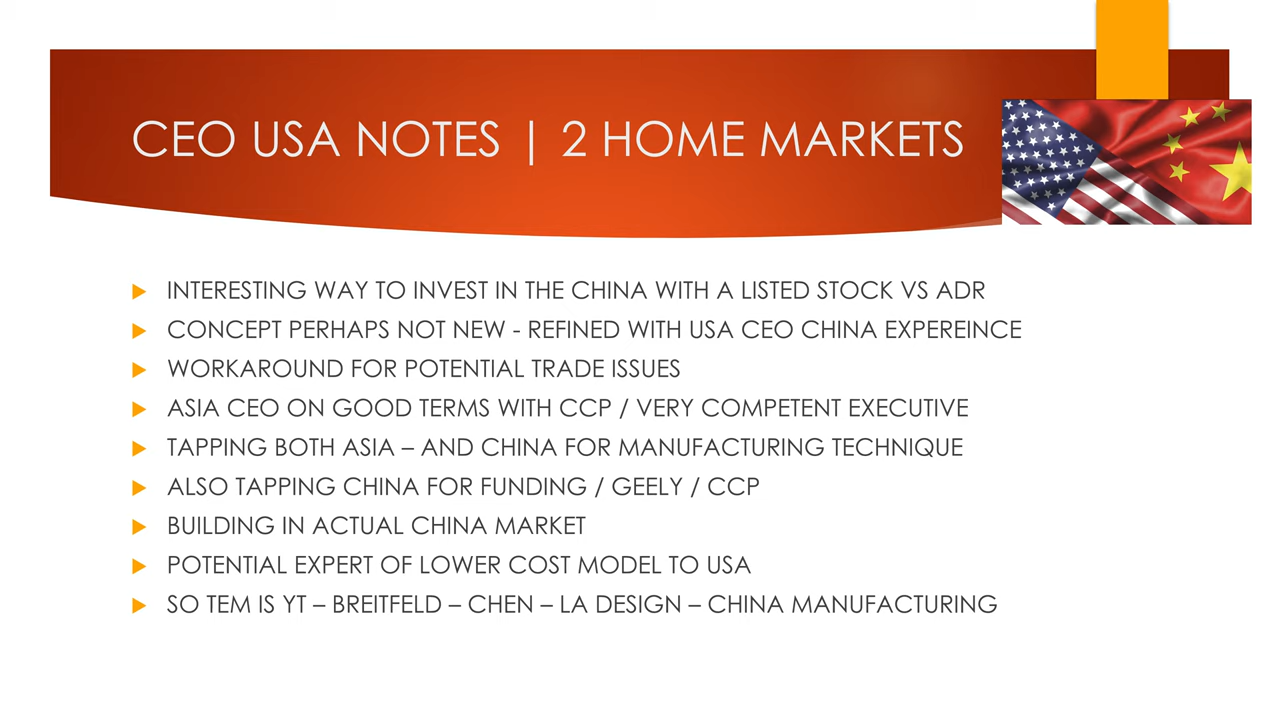 CEO USA NOTES | 2 HOME MARKETS
INTERESTING WAY TO INVEST IN THE CHINA WITH A LISTED STOCK VS ADR
CONCEPT PERHAPS NOT NEW - REFINED WITH USA CEO CHINA EXPEREINCE
WORKAROUND FOR POTENTIAL TRADE ISSUES
ASIA CEO ON GOOD TERMS WITH CCP / VERY COMPETENT EXECUTIVE
TAPPING BOTH ASIA – AND CHINA FOR MANUFACTURING TECHNIQUE
ALSO TAPPING CHINA FOR FUNDING / GEELY / CCP
BUILDING IN ACTUAL CHINA MARKET
POTENTIAL EXPERT OF LOWER COST MODEL TO USA
SO TEM IS YT – BREITFELD – CHEN – LA DESIGN – CHINA MANUFACTURING